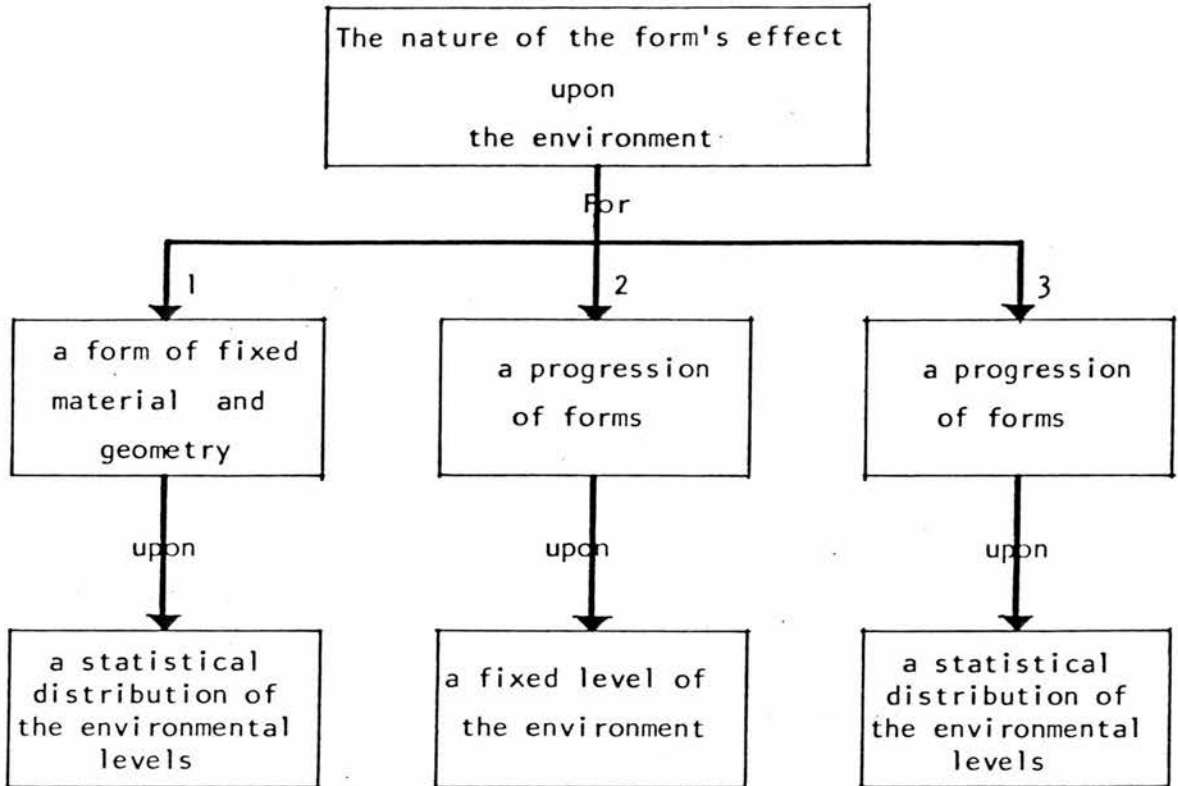 The nature of the form's effect
upon
the environment
For
1
2
3
a form of fixed
material and
geometry
a progression
of forms
a progression
of forms
upon
upon
upon
a statistical
distribution of
the environmental
levels
a fixed level of
the environment
a statistical
distribution of
the environmental
levels